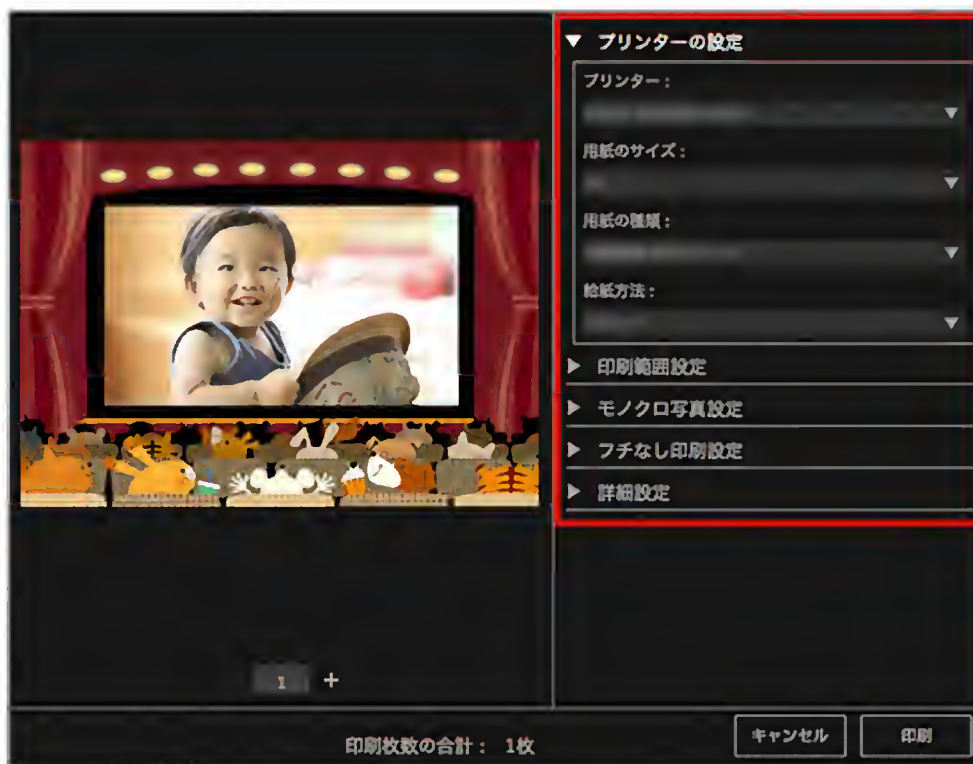 プリンターの設定
プリンター：
用紙のサイズ：
用紙の種類：
給紙方法：
印刷範囲設定
モノクロ写真設定
フチなし印刷設定
詳細設定
1
+
印刷枚数の合計： 1枚
キャンセル
印刷